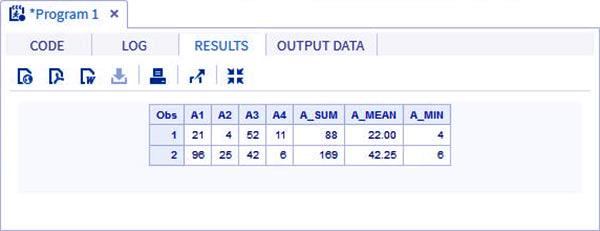 *Program 1 ×
CODE LOG RESULTS OUTPUT DATA
Obs A1 A2 A3 A4 A_SUM A_MEAN A_MIN
1 21 4 52 11 88 22.00 4
2 96 25 42 6 169 42.25 6